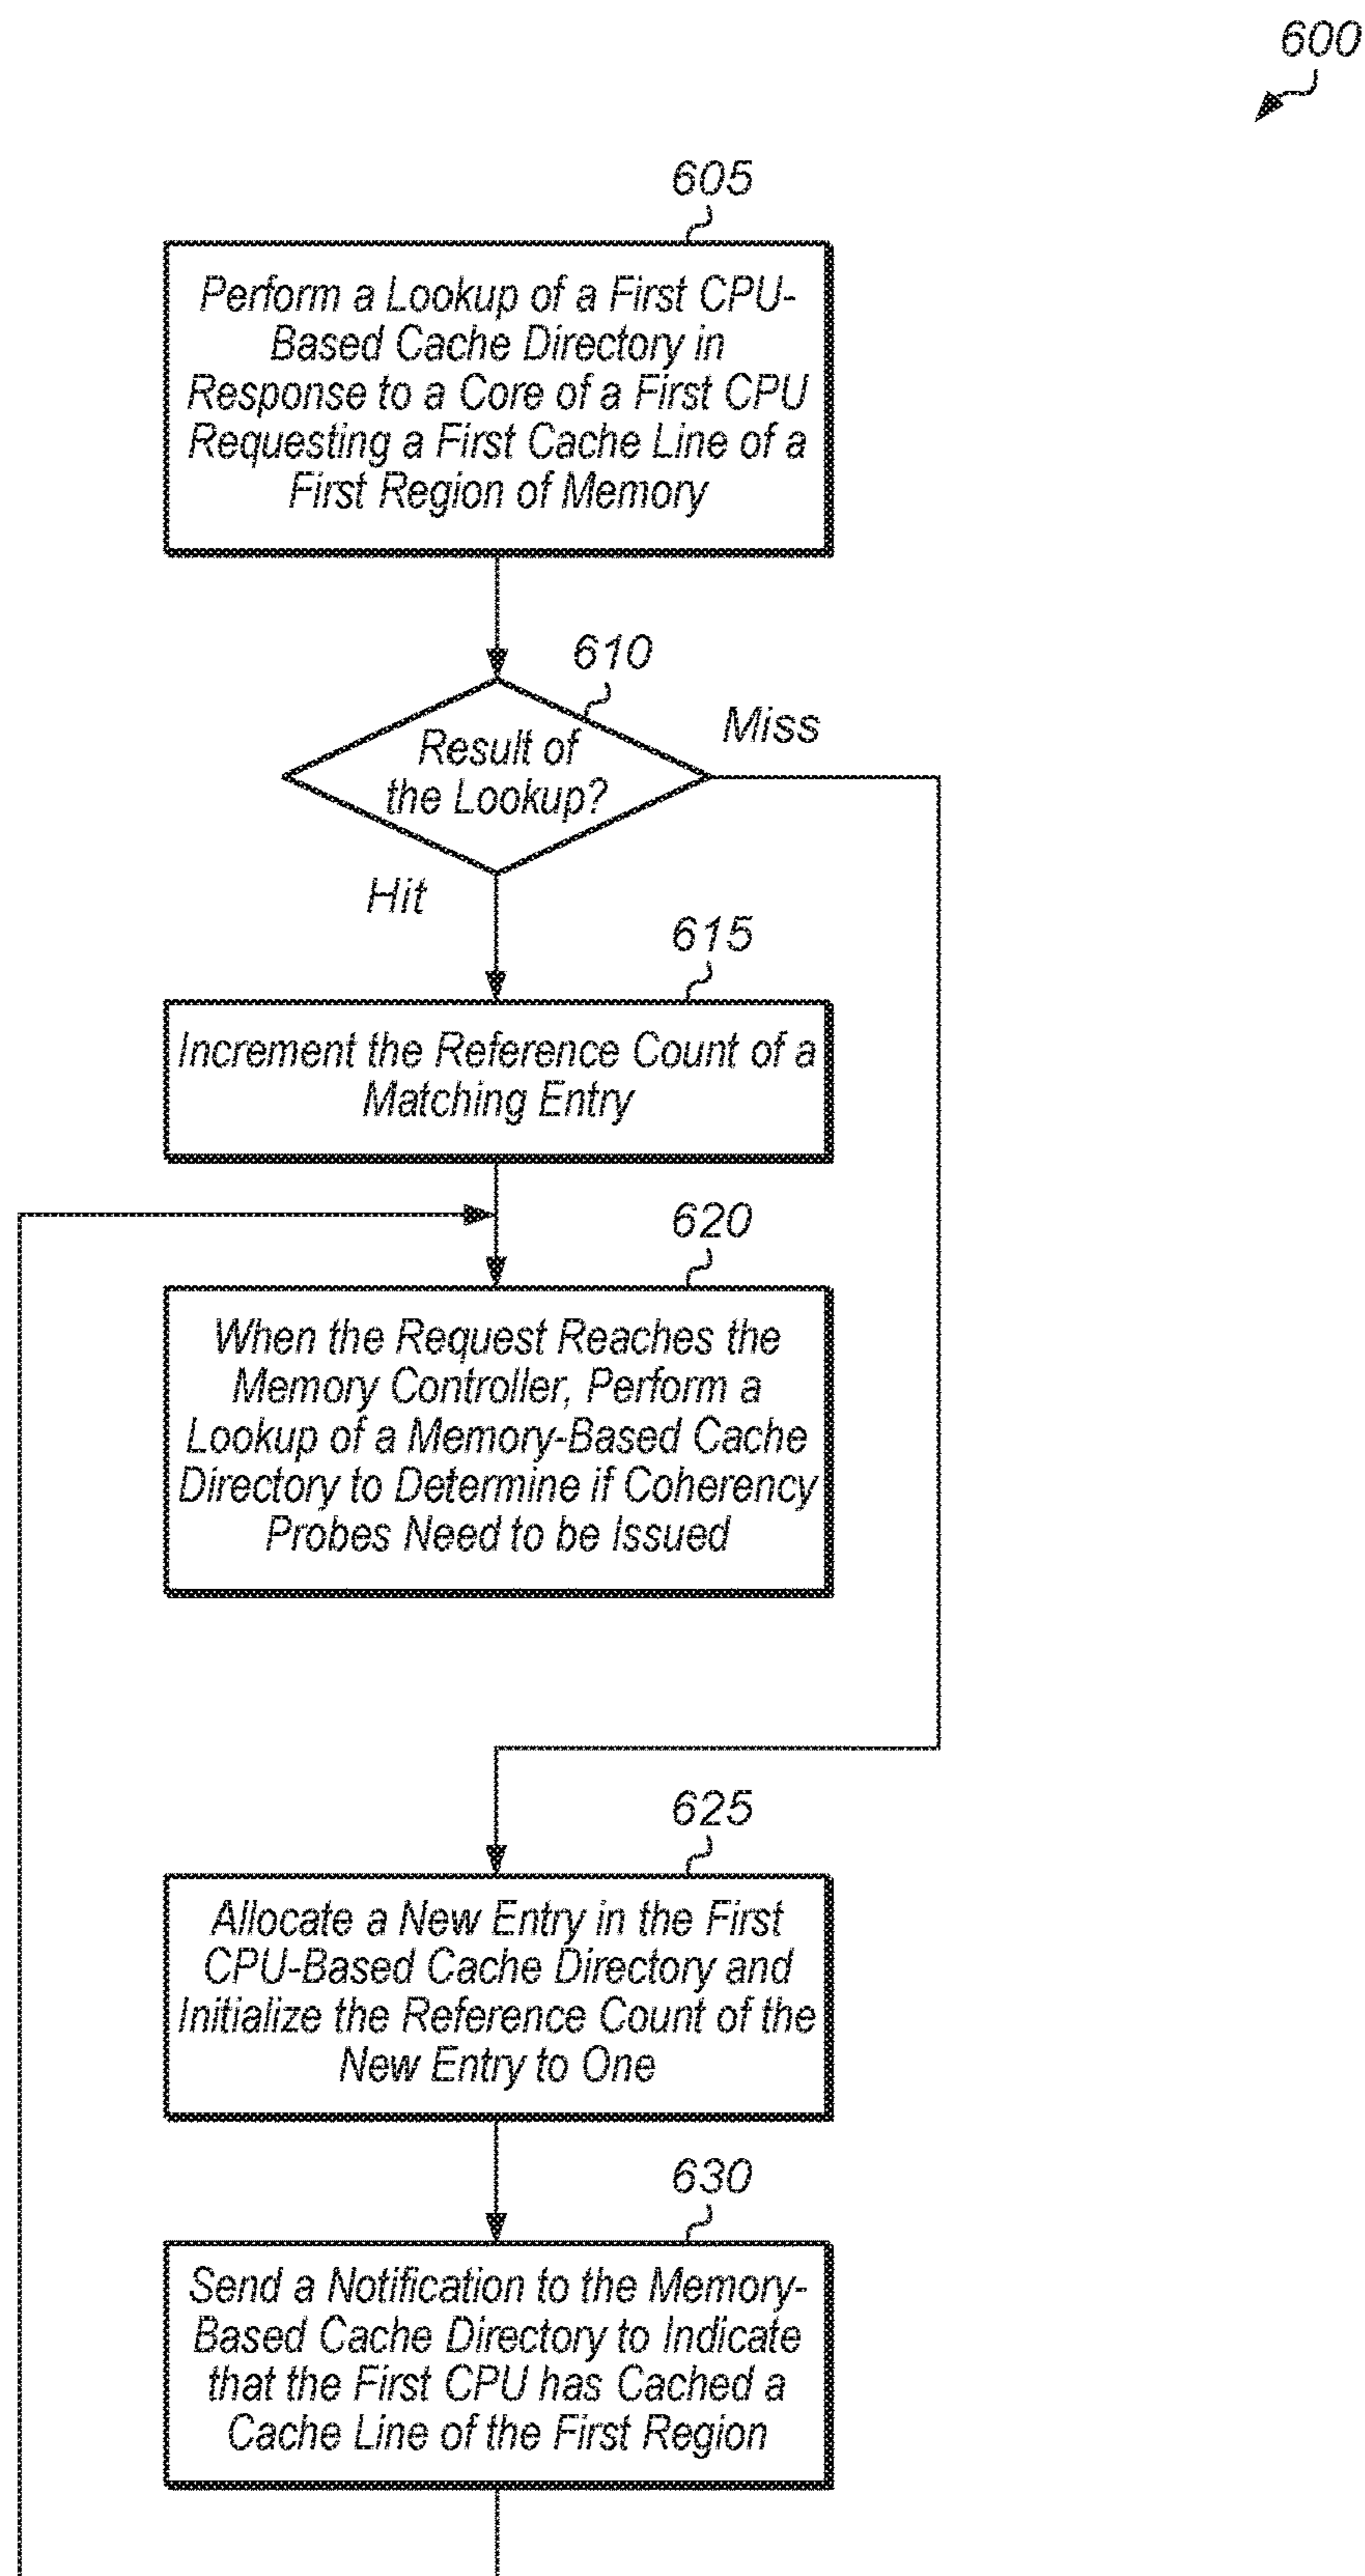 600
605
Perform a Lookup of a First CPU-
Based Cache Directory in
Response to a Core of a First CPU
Requesting a First Cache Line of a
First Region of Memory
610
Result of
the Lookup?
Miss
Hit
615
Increment the Reference Count of a
Matching Entry
620
When the Request Reaches the
Memory Controller, Perform a
Lookup of a Memory-Based Cache
Directory to Determine if Coherency
Probes Need to be Issued
625
Allocate a New Entry in the First
CPU-Based Cache Directory and
Initialize the Reference Count of the
New Entry to One
630
Send a Notification to the Memory-
Based Cache Directory to Indicate
that the First CPU has Cached a
Cache Line of the First Region